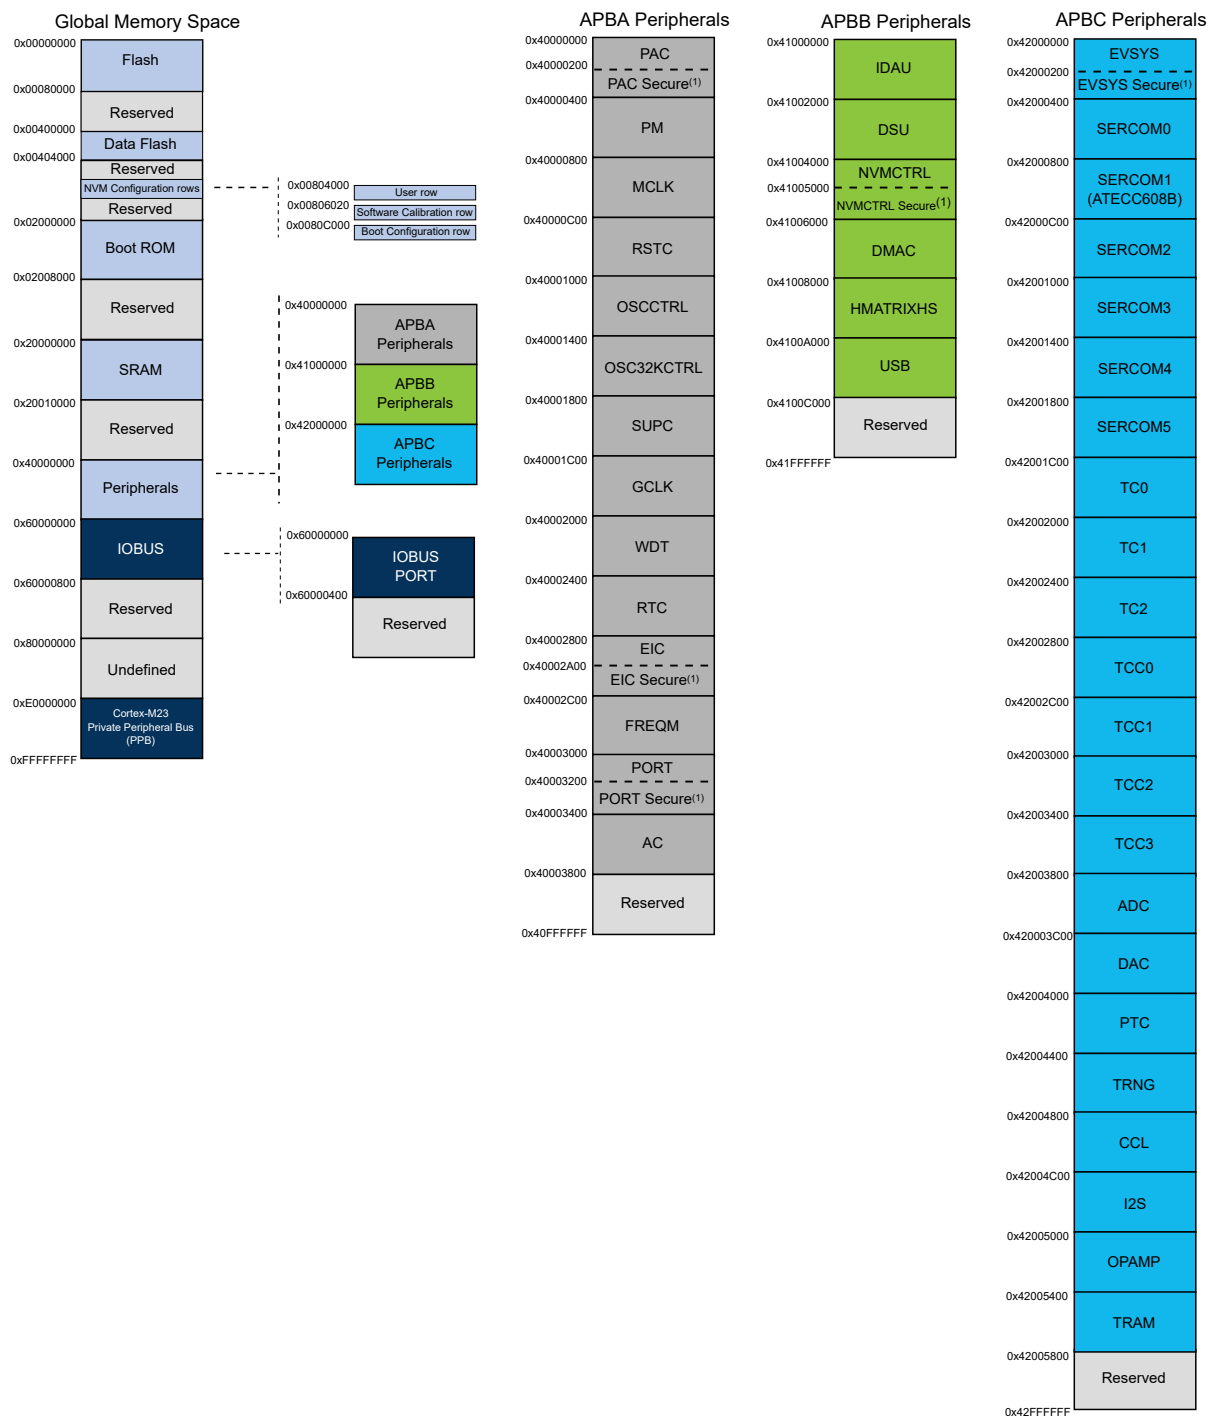 Global Memory Space
0x00000000
Flash
0x00080000
Reserved
0x00400000
Data Flash
0x00404000
Reserved
NVM Configuration rows
Reserved
0x02000000
Boot ROM
0x02008000
Reserved
0x20000000
SRAM
0x20010000
Reserved
0x40000000
Peripherals
0x60000000
IOBUS
0x60000800
Reserved
0x80000000
Undefined
0xE0000000
Cortex-M23
Private Peripheral Bus
(PPB)
0xFFFFFFFF
0x00804000
User row
0x00806020
Software Calibration row
0x0080C000
Boot Configuration row
0x40000000
APBA
Peripherals
0x41000000
APBB
Peripherals
0x42000000
APBC
Peripherals
0x60000000
IOBUS
PORT
0x60000400
Reserved
APBA Peripherals
0x40000000
PAC
0x40000200
PAC Secure(1)
0x40000400
PM
0x40000800
MCLK
0x40000C00
RSTC
0x40001000
OSCCTRL
0x40001400
OSC32KCTRL
0x40001800
SUPC
0x40001C00
GCLK
0x40002000
WDT
0x40002400
RTC
0x40002800
EIC
0x40002A00
EIC Secure(1)
0x40002C00
FREQM
0x40003000
PORT
0x40003200
PORT Secure(1)
0x40003400
AC
0x40003800
Reserved
0x40FFFFFF
APBB Peripherals
0x41000000
IDAU
0x41002000
DSU
0x41004000
NVMCTRL
0x41005000
NVMCTRL Secure(1)
0x41006000
DMAC
0x41008000
HMATRIXHS
0x4100A000
USB
0x4100C000
Reserved
0x41FFFFFF
APBC Peripherals
0x42000000
EVSYS
0x42000200
EVSYS Secure(1)
0x42000400
SERCOM0
0x42000800
SERCOM1
(ATECC608B)
0x42000C00
SERCOM2
0x42001000
SERCOM3
0x42001400
SERCOM4
0x42001800
SERCOM5
0x42001C00
TC0
0x42002000
TC1
0x42002400
TC2
0x42002800
TCC0
0x42002C00
TCC1
0x42003000
TCC2
0x42003400
TCC3
0x42003800
ADC
0x420003C00
DAC
0x42004000
PTC
0x42004400
TRNG
0x42004800
CCL
0x42004C00
I2S
0x42005000
OPAMP
0x42005400
TRAM
0x42005800
Reserved
0x42FFFFFF